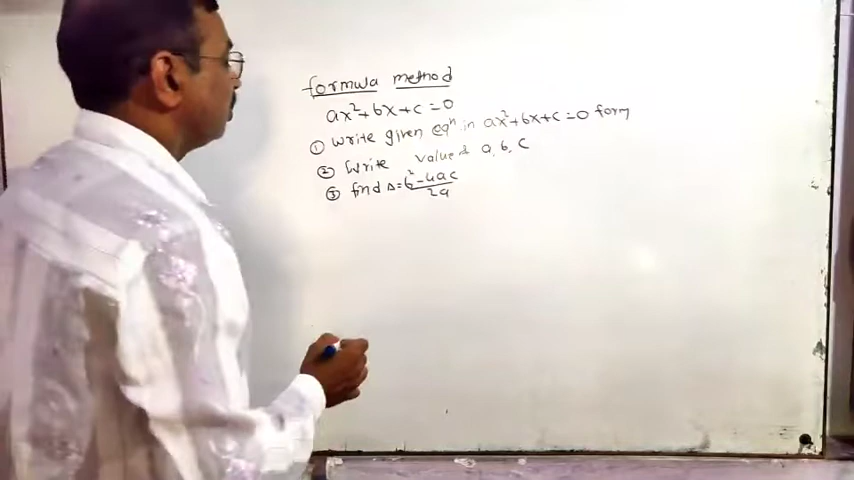 formula method
ax²+bx+c=0
① write given eqⁿ in ax²+bx+c=0 form
② Write values a, b, c
③ find Δ=b²-4ac/2a